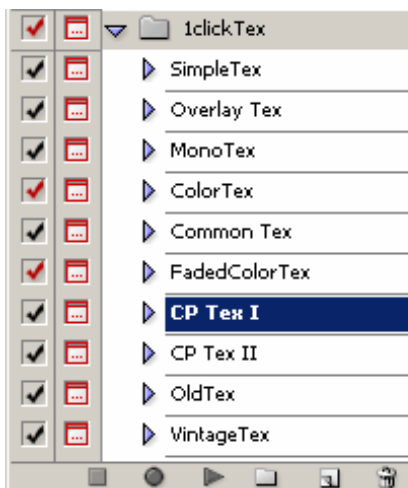 1clickTex
SimpleTex
Overlay Tex
MonoTex
ColorTex
Common Tex
FadedColorTex
CP Tex I
CP Tex II
OldTex
VintageTex